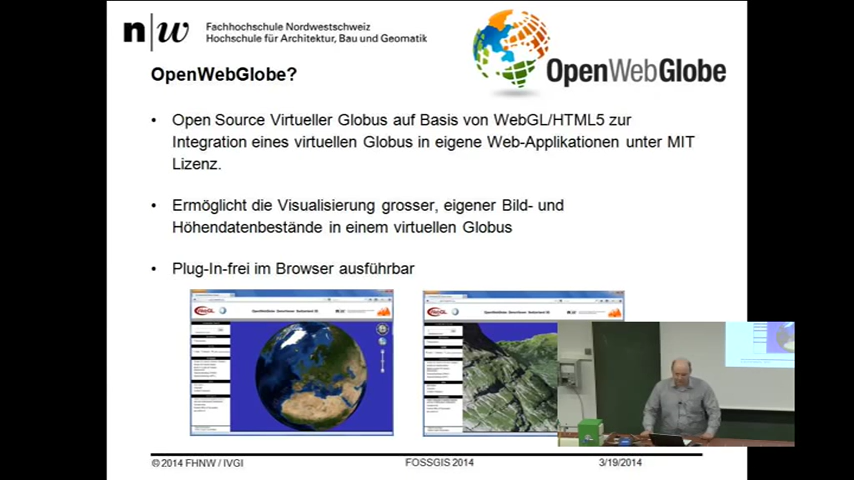 n|w Fachhochschule Nordwestschweiz
Hochschule für Architektur, Bau und Geomatik
OpenWebGlobe
OpenWebGlobe?
• Open Source Virtueller Globus auf Basis von WebGL/HTML5 zur
Integration eines virtuellen Globus in eigene Web-Applikationen unter MIT
Lizenz.
• Ermöglicht die Visualisierung grosser, eigener Bild- und
Höhendatenbestände in einem virtuellen Globus
• Plug-In-frei im Browser ausführbar
©2014 FHNW / IVGI
FOSSGIS 2014
3/19/2014